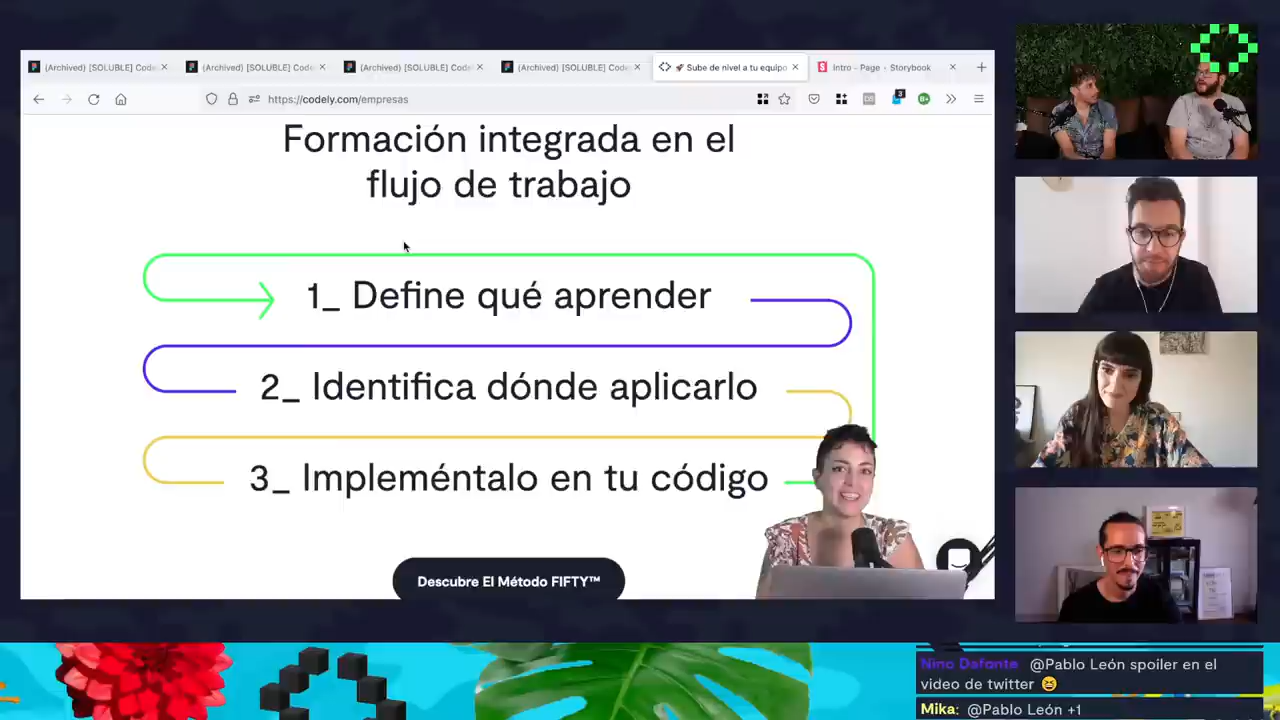 (Archived) [SOLUBLE] Code
(Archived) [SOLUBLE] Code
(Archived) [SOLUBLE] Code
(Archived) [SOLUBLE] Code
🚀 Sube de nivel a tu equipo
Intro - Page - Storybook
https://codely.com/empresas
3
Formación integrada en el
flujo de trabajo
1_ Define qué aprender
2_ Identifica dónde aplicarlo
3_ Impleméntalo en tu código
Descubre El Método FIFTY™
Nino Dafonte @Pablo León spoiler en el
video de twitter 😆
Mika: @Pablo León +1